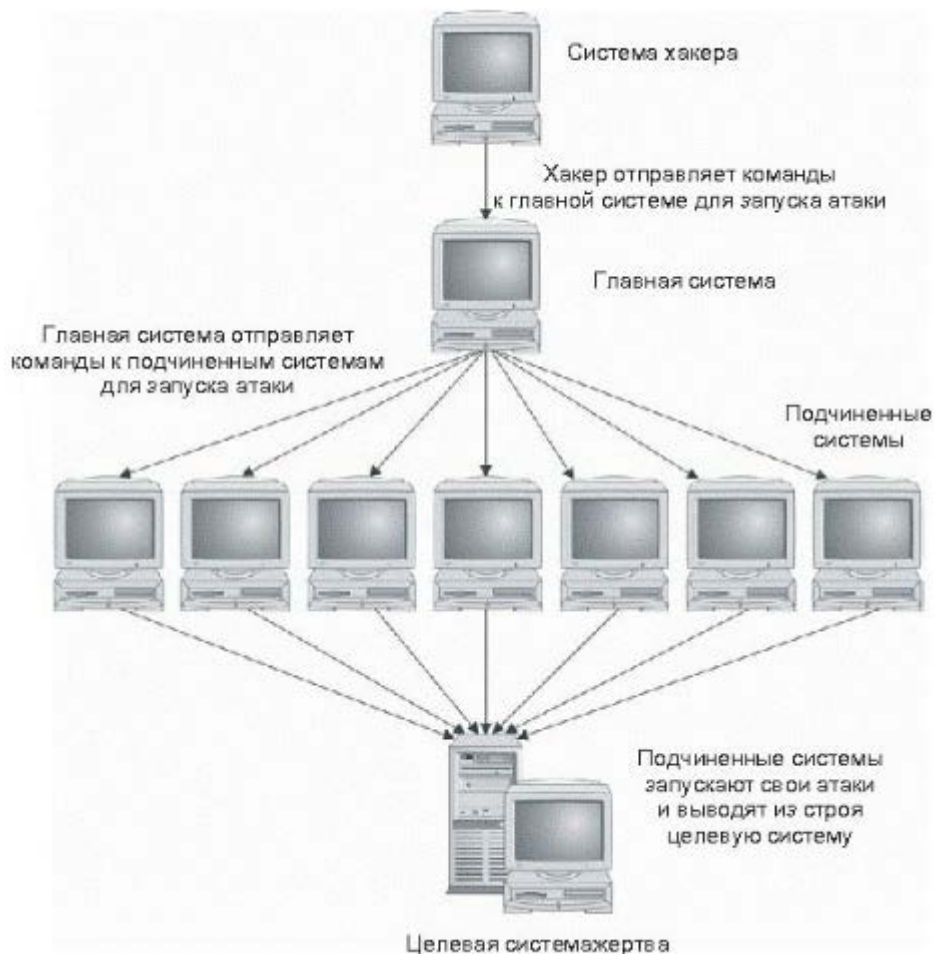 Система хакера
Хакер отправляет команды
к главной системе для запуска атаки
Главная система
Главная система отправляет
команды к подчиненным системам
для запуска атаки
Подчиненные
системы
Подчиненные системы
запускают свои атаки
и выводят из строя
целевую систему
Целевая системажертва